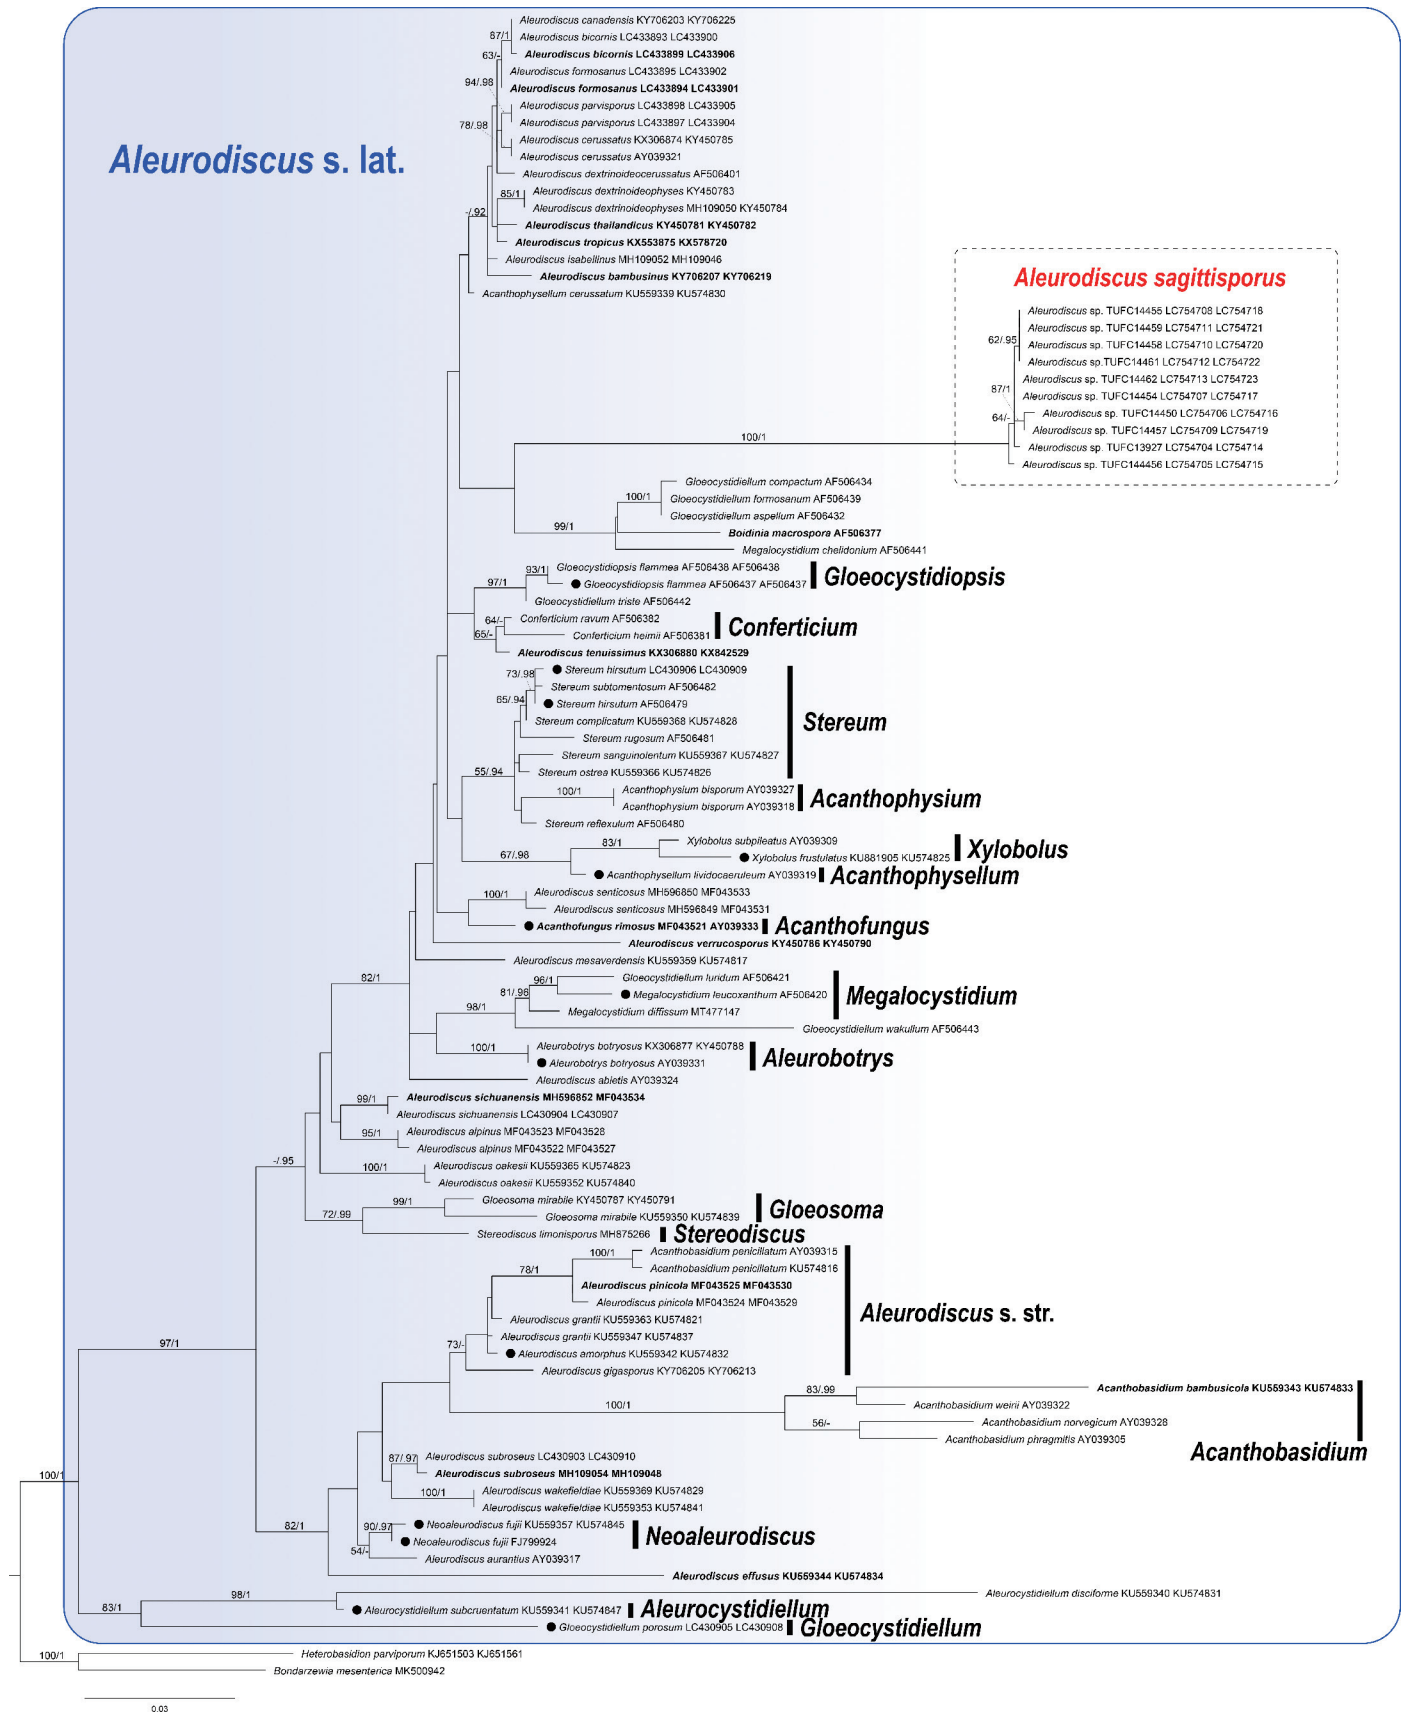 Aleurodiscus canadensis KY706203 KY706225
87/1
Aleurodiscus bicornis LC433893 LC433900
63/-
Aleurodiscus bicornis LC433899 LC433906
Aleurodiscus formosanus LC433895 LC433902
94/.98
Aleurodiscus formosanus LC433894 LC433901
Aleurodiscus parvisporus LC433898 LC433905
78/.98
Aleurodiscus parvisporus LC433897 LC433904
Aleurodiscus cerussatus KX306874 KY450785
Aleurodiscus s. lat.
Aleurodiscus cerussatus AY039321
Aleurodiscus dextrinoideocerussatus AF506401
85/1
Aleurodiscus dextrinoideophyses KY450783
Aleurodiscus dextrinoideophyses MH109050 KY450784
-/.92
Aleurodiscus thailandicus KY450781 KY450782
Aleurodiscus tropicus KX553875 KX578720
Aleurodiscus isabellinus MH109052 MH109046
Aleurodiscus bambusinus KY706207 KY706219
Acanthophysellum cerussatum KU559339 KU574830
Aleurodiscus sagittisporus
Aleurodiscus sp. TUFC14455 LC754708 LC754718
Aleurodiscus sp. TUFC14459 LC754711 LC754721
62/.95
Aleurodiscus sp. TUFC14458 LC754710 LC754720
Aleurodiscus sp.TUFC14461 LC754712 LC754722
Aleurodiscus sp. TUFC14462 LC754713 LC754723
87/1
Aleurodiscus sp. TUFC14454 LC754707 LC754717
Aleurodiscus sp. TUFC14450 LC754706 LC754716
64/-
Aleurodiscus sp. TUFC14457 LC754709 LC754719
100/1
Aleurodiscus sp. TUFC13927 LC754704 LC754714
Aleurodiscus sp. TUFC144456 LC754705 LC754715
Gloeocystidiellum compactum AF506434
100/1
Gloeocystidiellum formosanum AF506439
Gloeocystidiellum aspellum AF506432
99/1
Boidinia macrospora AF506377
Megalocystidium chelidonium AF506441
93/1
Gloeocystidiopsis flammea AF506438 AF506438
Gloeocystidiopsis
97/1
Gloeocystidiopsis flammea AF506437 AF506437
Gloeocystidiellum triste AF506442
64/-
Conferticium ravum AF506382
Conferticium
65/-
Conferticium heimii AF506381
Aleurodiscus tenuissimus KX306880 KX842529
73/.98
Stereum hirsutum LC430906 LC430909
Stereum subtomentosum AF506482
65/.94
Stereum hirsutum AF506479
Stereum complicatum KU559368 KU574828
Stereum
Stereum rugosum AF506481
Stereum sanguinolentum KU559367 KU574827
55/.94
Stereum ostrea KU559366 KU574826
100/1
Acanthophysium bisporum AY039327
Acanthophysium
Acanthophysium bisporum AY039318
Stereum reflexulum AF506480
83/1
Xylobolus subpileatus AY039309
Xylobolus
67/.98
Xylobolus frustulatus KU881905 KU574825
Acanthophysellum lividocaeruleum AY039319
Acanthophysellum
100/1
Aleurodiscus senticosus MH596850 MF043533
Aleurodiscus senticosus MH596849 MF043531
Acanthofungus rimosus MF043521 AY039333
Acanthofungus
Aleurodiscus verrucosporus KY450786 KY450790
Aleurodiscus mesaverdensis KU559359 KU574817
82/1
96/1
Gloeocystidiellum luridum AF506421
81/.96
Megalocystidium leucoxanthum AF506420
Megalocystidium
98/1
Megalocystidium diffissum MT477147
Gloeocystidiellum wakullum AF506443
100/1
Aleurobotrys botryosus KX306877 KY450788
Aleurobotrys
Aleurobotrys botryosus AY039331
Aleurodiscus abietis AY039324
99/1
Aleurodiscus sichuanensis MH596852 MF043534
Aleurodiscus sichuanensis LC430904 LC430907
95/1
Aleurodiscus alpinus MF043523 MF043528
Aleurodiscus alpinus MF043522 MF043527
-/.95
100/1
Aleurodiscus oakesii KU559365 KU574823
Aleurodiscus oakesii KU559352 KU574840
99/1
Gloeosoma mirabile KY450787 KY450791
Gloeosoma
72/.99
Gloeosoma mirabile KU559350 KU574839
Stereodiscus limonisporus MH875266
Stereodiscus
100/1
Acanthobasidium penicillatum AY039315
Acanthobasidium penicillatum KU574816
78/1
Aleurodiscus pinicola MF043525 MF043530
Aleurodiscus pinicola MF043524 MF043529
Aleurodiscus s. str.
Aleurodiscus grantii KU559363 KU574821
Aleurodiscus grantii KU559347 KU574837
97/1
73/-
Aleurodiscus amorphus KU559342 KU574832
Aleurodiscus gigasporus KY706205 KY706213
83/.99
Acanthobasidium bambusicola KU559343 KU574833
100/1
Acanthobasidium weirii AY039322
56/-
Acanthobasidium norvegicum AY039328
Acanthobasidium phragmitis AY039305
Acanthobasidium
87/.97
Aleurodiscus subroseus LC430903 LC430910
100/1
Aleurodiscus subroseus MH109054 MH109048
100/1
Aleurodiscus wakefieldiae KU559369 KU574829
Aleurodiscus wakefieldiae KU559353 KU574841
82/1
90/.97
Neoaleurodiscus fujii KU559357 KU574845
Neoaleurodiscus
Neoaleurodiscus fujii FJ799924
54/-
Aleurodiscus aurantius AY039317
Aleurodiscus effusus KU559344 KU574834
98/1
Aleurocystidiellum disciforme KU559340 KU574831
83/1
Aleurocystidiellum subcruentatum KU559341 KU574847
Aleurocystidiellum
Gloeocystidiellum porosum LC430905 LC430908
Gloeocystidiellum
100/1
Heterobasidion parviporum KJ651503 KJ651561
Bondarzewia mesenterica MK500942
0.03